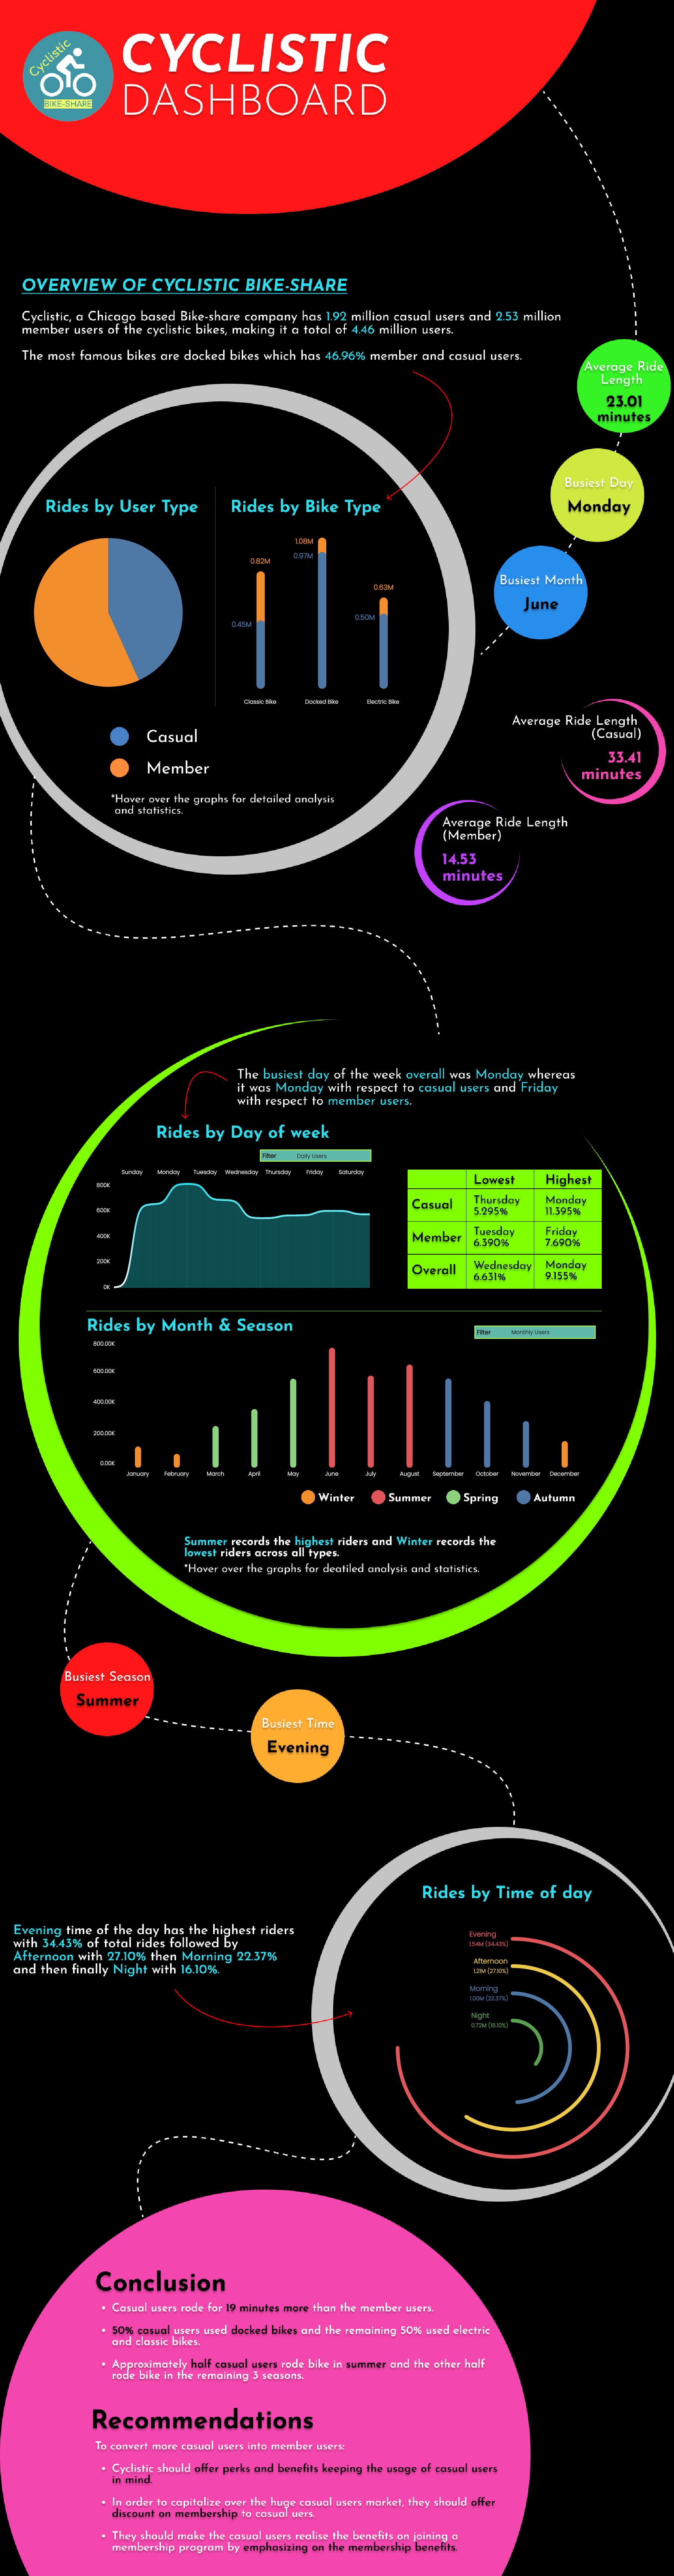 Cyclistic
BIKE-SHARE
CYCLISTIC
DASHBOARD
OVERVIEW OF CYCLISTIC BIKE-SHARE
Cyclistic, a Chicago based Bike-share company has 1.92 million casual users and 2.53 million
member users of the cyclistic bikes, making it a total of 4.46 million users.
The most famous bikes are docked bikes which has 46.96% member and casual users.
Average Ride
Length
23.01
minutes
Busiest Day
Monday
Busiest Month
June
Rides by User Type
Rides by Bike Type
1.08M
0.97M
0.82M
0.45M
0.63M
0.50M
Classic Bike
Docked Bike
Electric Bike
Casual
Member
*Hover over the graphs for detailed analysis
and statistics.
Average Ride Length
(Casual)
33.41
minutes
Average Ride Length
(Member)
14.53
minutes
The busiest day of the week overall was Monday whereas
it was Monday with respect to casual users and Friday
with respect to member users.
Rides by Day of week
Filter Daily Users
Sunday Monday Tuesday Wednesday Thursday Friday Saturday
800K
600K
400K
200K
0K
Lowest Highest
Casual Thursday 5.295% Monday 11.395%
Member Tuesday 6.390% Friday 7.690%
Overall Wednesday 6.631% Monday 9.155%
Rides by Month & Season
Filter Monthly Users
800.00K
600.00K
400.00K
200.00K
0.00K
January February March April May June July August September October November December
Winter Summer Spring Autumn
Summer records the highest riders and Winter records the
lowest riders across all types.
*Hover over the graphs for deatiled analysis and statistics.
Busiest Season
Summer
Busiest Time
Evening
Rides by Time of day
Evening time of the day has the highest riders
with 34.43% of total rides followed by
Afternoon with 27.10% then Morning 22.37%
and then finally Night with 16.10%.
Evening
1.54M (34.43%)
Afternoon
1.21M (27.10%)
Morning
1.00M (22.37%)
Night
0.72M (16.10%)
Conclusion
• Casual users rode for 19 minutes more than the member users.
• 50% casual users used docked bikes and the remaining 50% used electric
and classic bikes.
• Approximately half casual users rode bike in summer and the other half
rode bike in the remaining 3 seasons.
Recommendations
To convert more casual users into member users:
• Cyclistic should offer perks and benefits keeping the usage of casual users
in mind.
• In order to capitalize over the huge casual users market, they should offer
discount on membership to casual uers.
• They should make the casual users realise the benefits on joining a
membership program by emphasizing on the membership benefits.